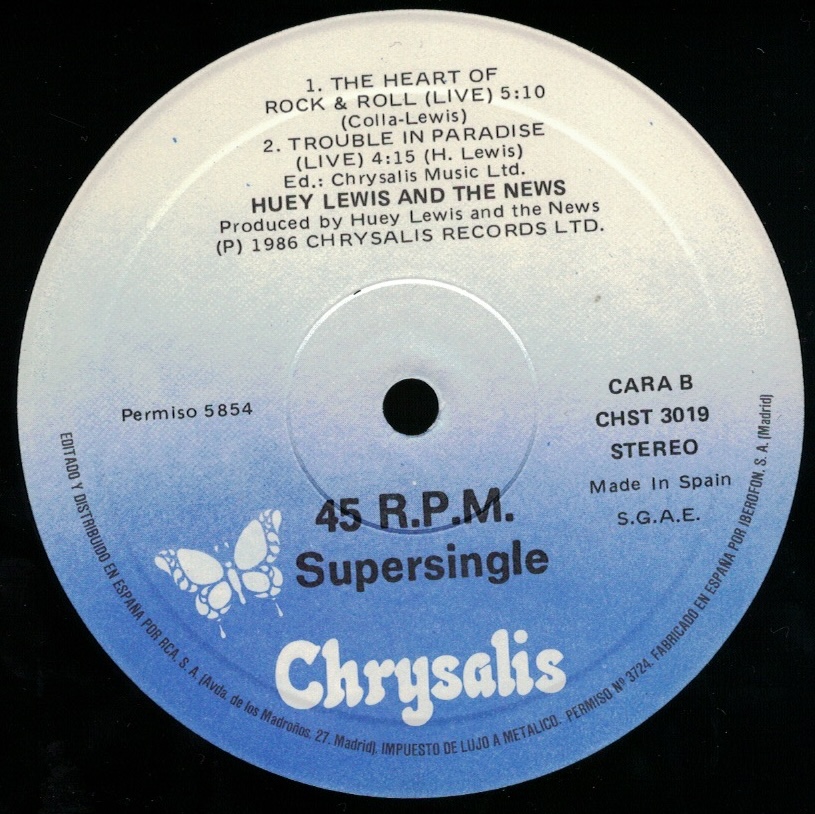 1. THE HEART OF
ROCK & ROLL (LIVE) 5:10
(Colla-Lewis)
2. TROUBLE IN PARADISE
(LIVE) 4:15 (H. Lewis)
Ed.: Chrysalis Music Ltd.
HUEY LEWIS AND THE NEWS
Produced by Huey Lewis and the News
(P) 1986 CHRYSALIS RECORDS LTD.
Permiso 5854
CARA B
CHST 3019
STEREO
Made In Spain
S.G.A.E.
45 R.P.M.
Supersingle
Chrysalis
EDITADO Y DISTRIBUIDO EN ESPAÑA POR RCA, S. A. (Avda. de los Madroños, 27. Madrid). IMPUESTO DE LUJO A METALICO. PERMISO Nº 3724. FABRICADO EN ESPAÑA POR IBEROFON, S. A. (Madrid)